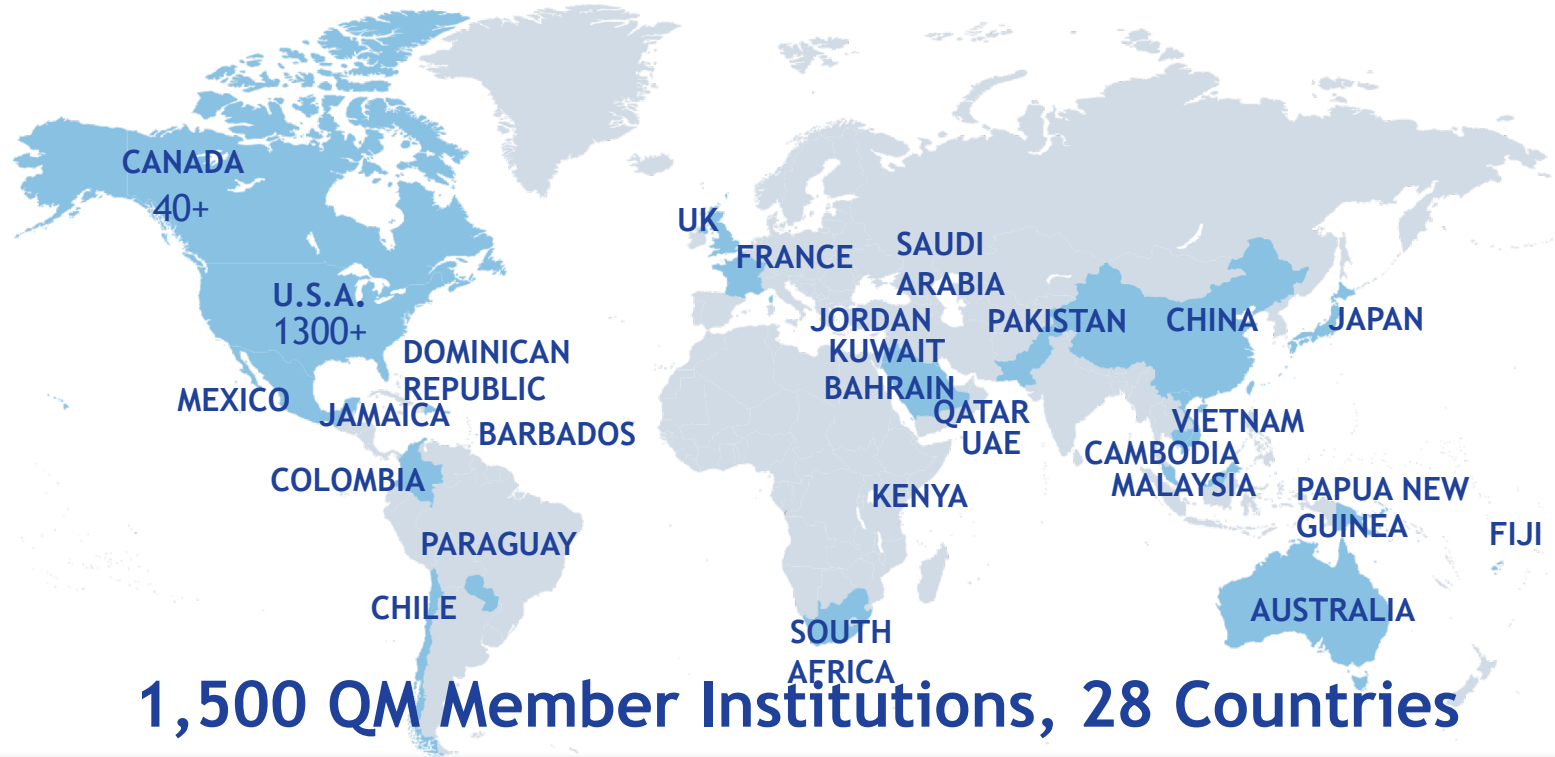 CANADA
40+
U.S.A.
1300+
DOMINICAN
REPUBLIC
MEXICO
JAMAICA
BARBADOS
COLOMBIA
PARAGUAY
CHILE
UK
FRANCE
SAUDI
ARABIA
JORDAN
KUWAIT
BAHRAIN
QATAR
UAE
KENYA
SOUTH
AFRICA
PAKISTAN
CHINA
JAPAN
VIETNAM
CAMBODIA
MALAYSIA
PAPUA NEW
GUINEA
FIJI
AUSTRALIA
1,500 QM Member Institutions, 28 Countries